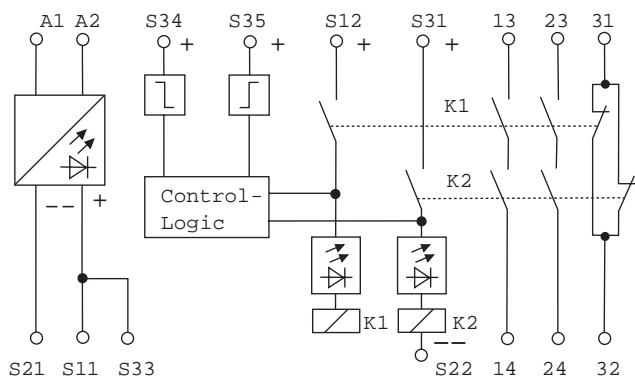 A1 A2 S34 S35 S12 S31 13 23 31
+ + + +
K1
K2
Control-
Logic
-- +
K1 K2
--
S21 S11 S33 S22 14 24 32